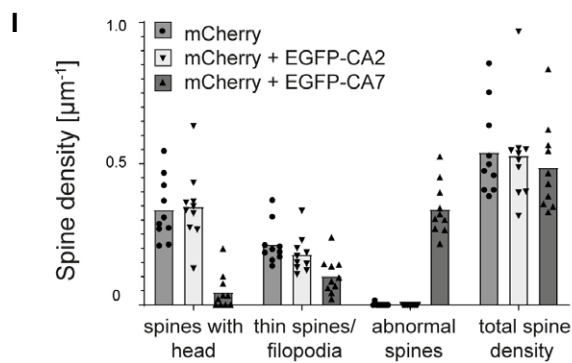 I
1.0
0.5
0
Spine density [µm⁻¹]
mCherry
mCherry + EGFP-CA2
mCherry + EGFP-CA7
spines with head
thin spines/ filopodia
abnormal spines
total spine density